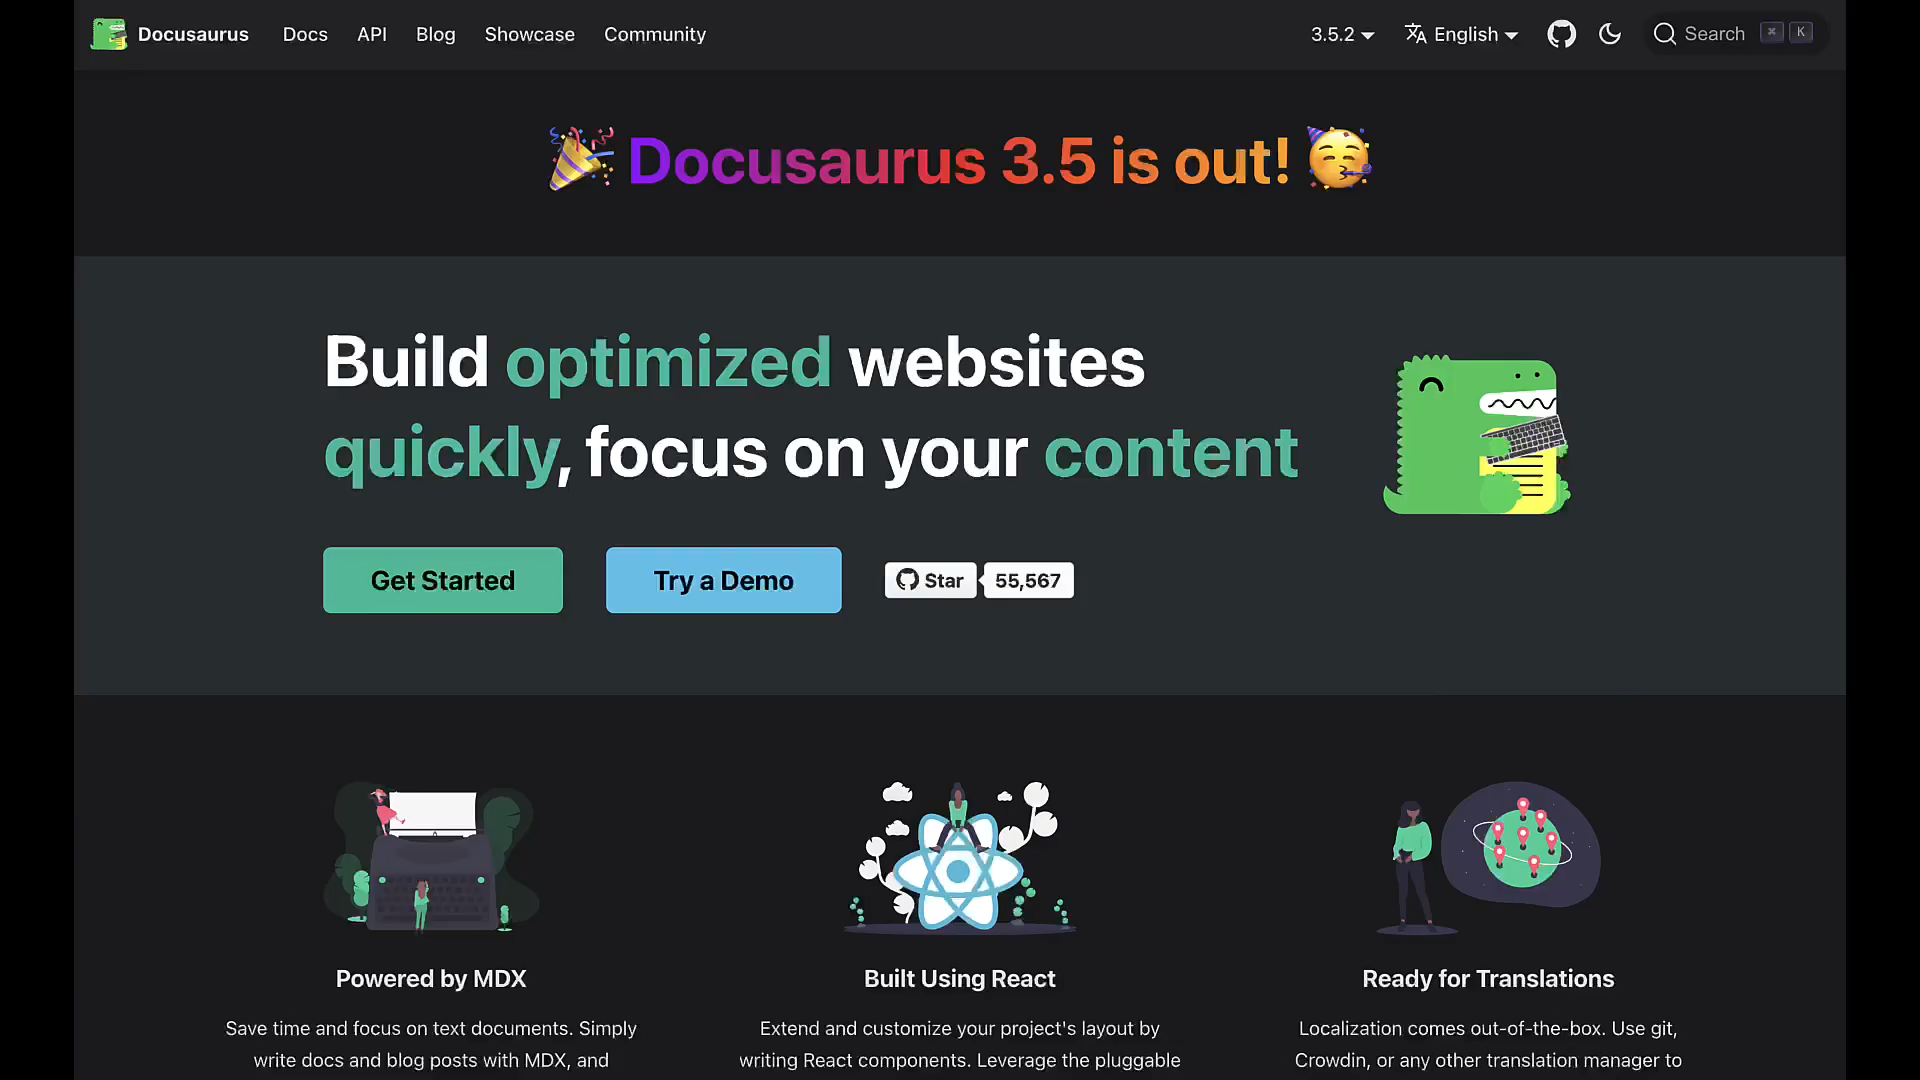 Docusaurus Docs API Blog Showcase Community 3.5.2 English Search ⌘ K
🎉 Docusaurus 3.5 is out! 🥳
Build optimized websites
quickly, focus on your content
Get Started
Try a Demo
Star
55,567
Powered by MDX
Save time and focus on text documents. Simply
write docs and blog posts with MDX, and
Built Using React
Extend and customize your project's layout by
writing React components. Leverage the pluggable
Ready for Translations
Localization comes out-of-the-box. Use git,
Crowdin, or any other translation manager to